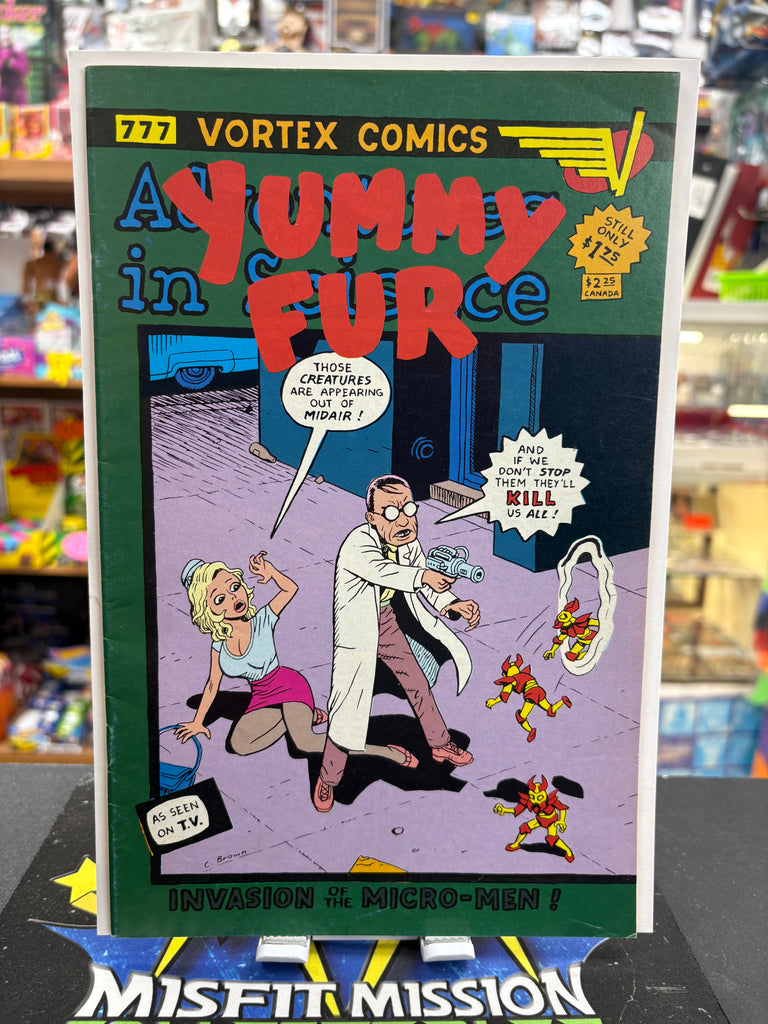 777 VORTEX COMICS
Adventures
YUMMY
in Science
FUR
STILL
ONLY
$1.75
$2.25
CANADA
THOSE
CREATURES
ARE APPEARING
OUT OF
MIDAIR!
AND
IF WE
DON'T STOP
THEM THEY'LL
KILL
US ALL!
AS SEEN
ON T.V.
C. Brown
INVASION OF THE MICRO-MEN!
MISFIT MISSION